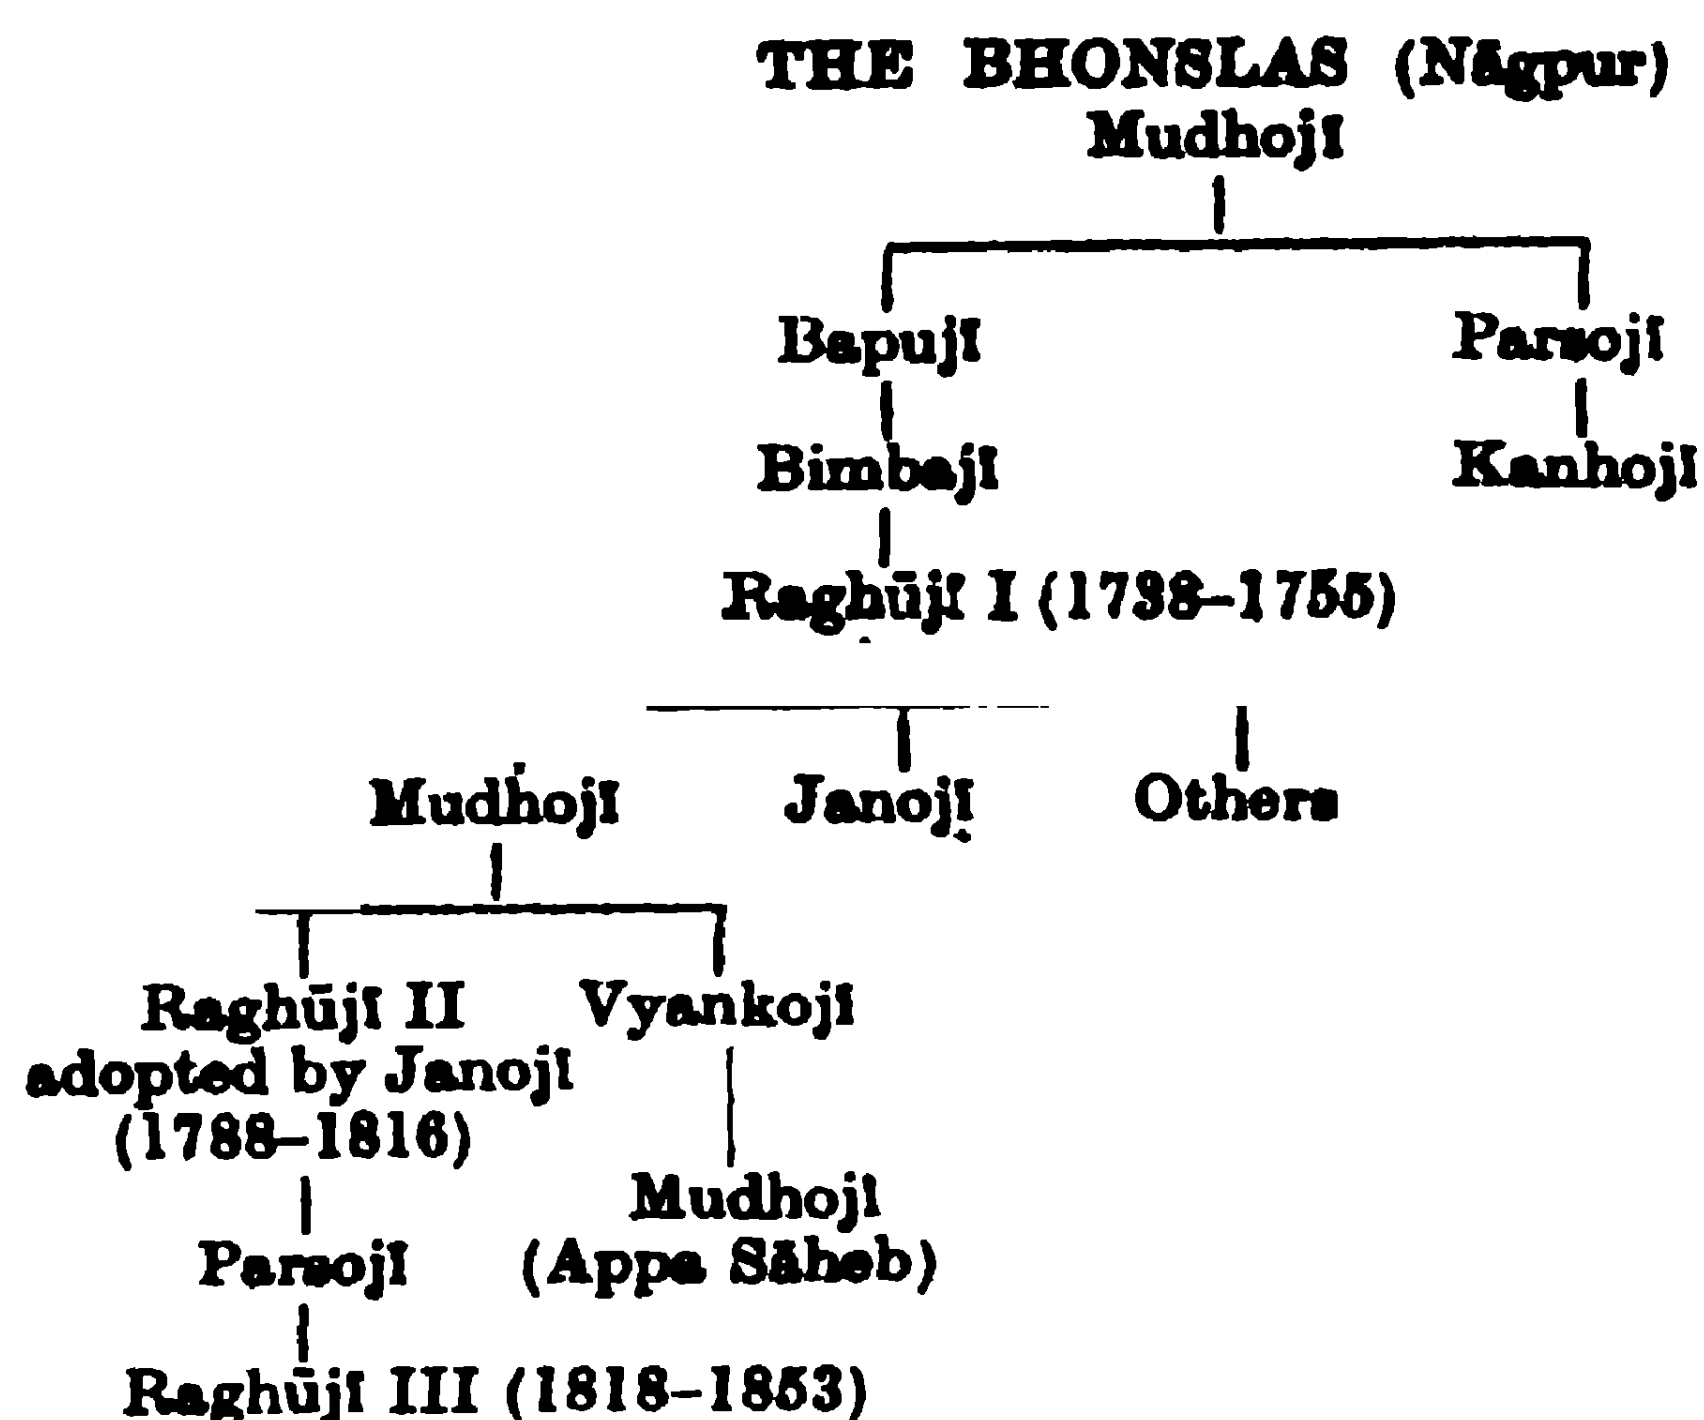 THE BHONSLAS (Nāgpur)
Mudhojī
Bapujī Parsojī
Bimbajī Kanhojī
Raghūjī I (1738–1755)
Mudhojī Janojī Others
Raghūjī II Vyankojī
adopted by Janojī
(1788–1816)
Mudhojī
Parsojī (Appa Sāheb)
Raghūjī III (1818–1853)